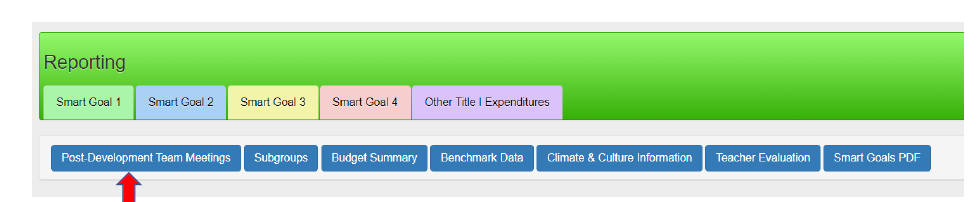 Reporting
Smart Goal 1 Smart Goal 2 Smart Goal 3 Smart Goal 4 Other Title I Expenditures
Post-Development Team Meetings Subgroups Budget Summary Benchmark Data Climate & Culture Information Teacher Evaluation Smart Goals PDF